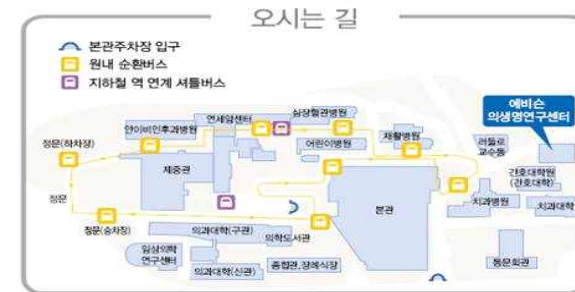 오시는 길
본관주차장 입구
원내 순환버스
지하철 역 연계 셔틀버스
에비슨
의생명연구센터
심장혈관병원
연세암센터
안이비인후과병원
재활병원
어린이병원
러들로
교수동
정문(하차장)
제중관
간호대학원
(간호대학)
정문
본관
치과병원
치과대학
정문(승차장)
의과대학(구관)
의학도서관
임상의학
연구센터
의과대학(신관)
종합관,장례식장
동문회관